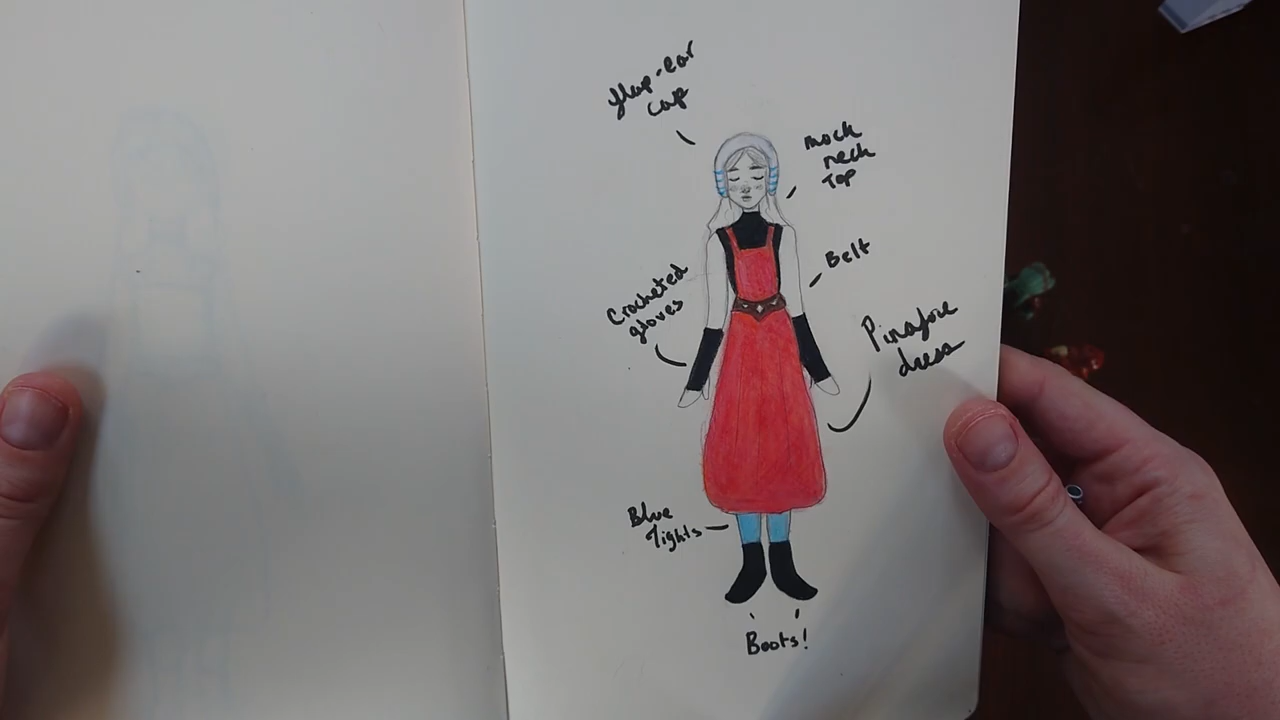 flap-ear
cap
mock
neck
Top
Belt
Crocheted
gloves
Pinafore
dress
Blue
Tights
Boots!